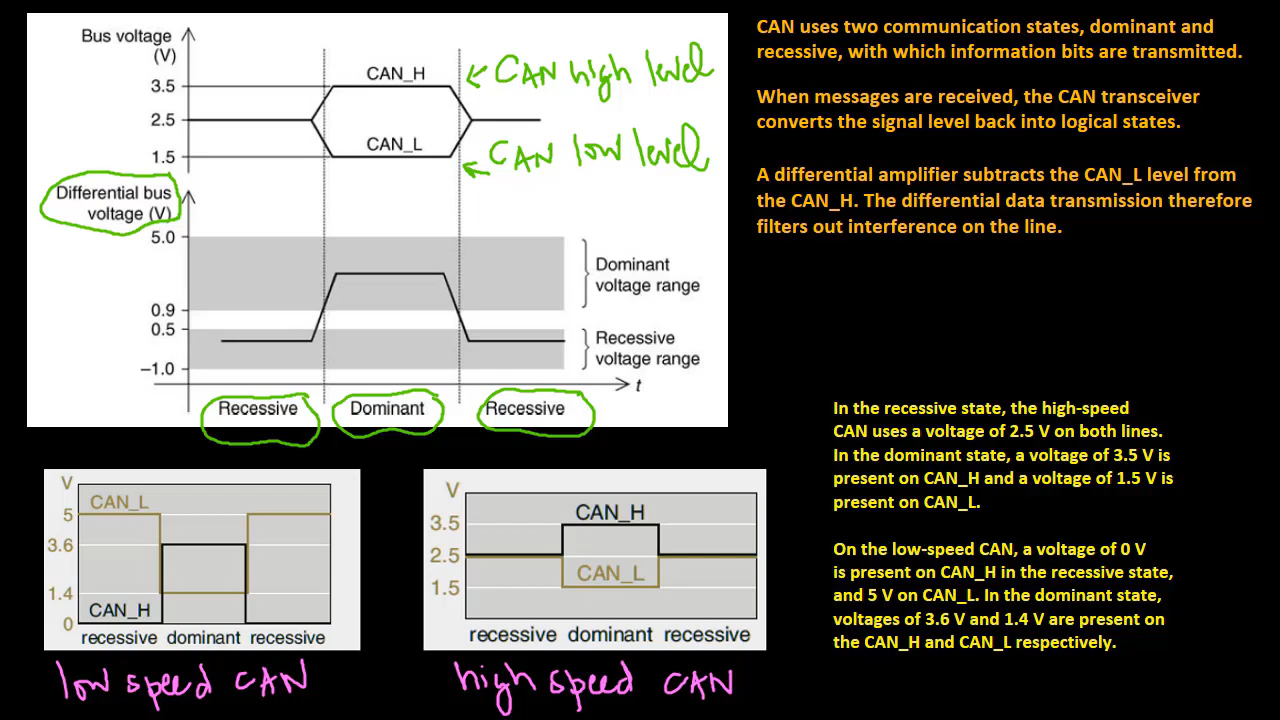 Bus voltage
(V)
CAN_H
3.5
← CAN high level
2.5
CAN_L
1.5
← CAN low level
Differential bus
voltage (V)
5.0
Dominant
voltage range
0.9
0.5
Recessive
voltage range
−1.0
t
Recessive Dominant Recessive
CAN uses two communication states, dominant and
recessive, with which information bits are transmitted.
When messages are received, the CAN transceiver
converts the signal level back into logical states.
A differential amplifier subtracts the CAN_L level from
the CAN_H. The differential data transmission therefore
filters out interference on the line.
V
CAN_L
5
3.6
1.4
CAN_H
0
recessive dominant recessive
low speed CAN
V
CAN_H
3.5
2.5
CAN_L
1.5
recessive dominant recessive
high speed CAN
In the recessive state, the high-speed
CAN uses a voltage of 2.5 V on both lines.
In the dominant state, a voltage of 3.5 V is
present on CAN_H and a voltage of 1.5 V is
present on CAN_L.
On the low-speed CAN, a voltage of 0 V
is present on CAN_H in the recessive state,
and 5 V on CAN_L. In the dominant state,
voltages of 3.6 V and 1.4 V are present on
the CAN_H and CAN_L respectively.